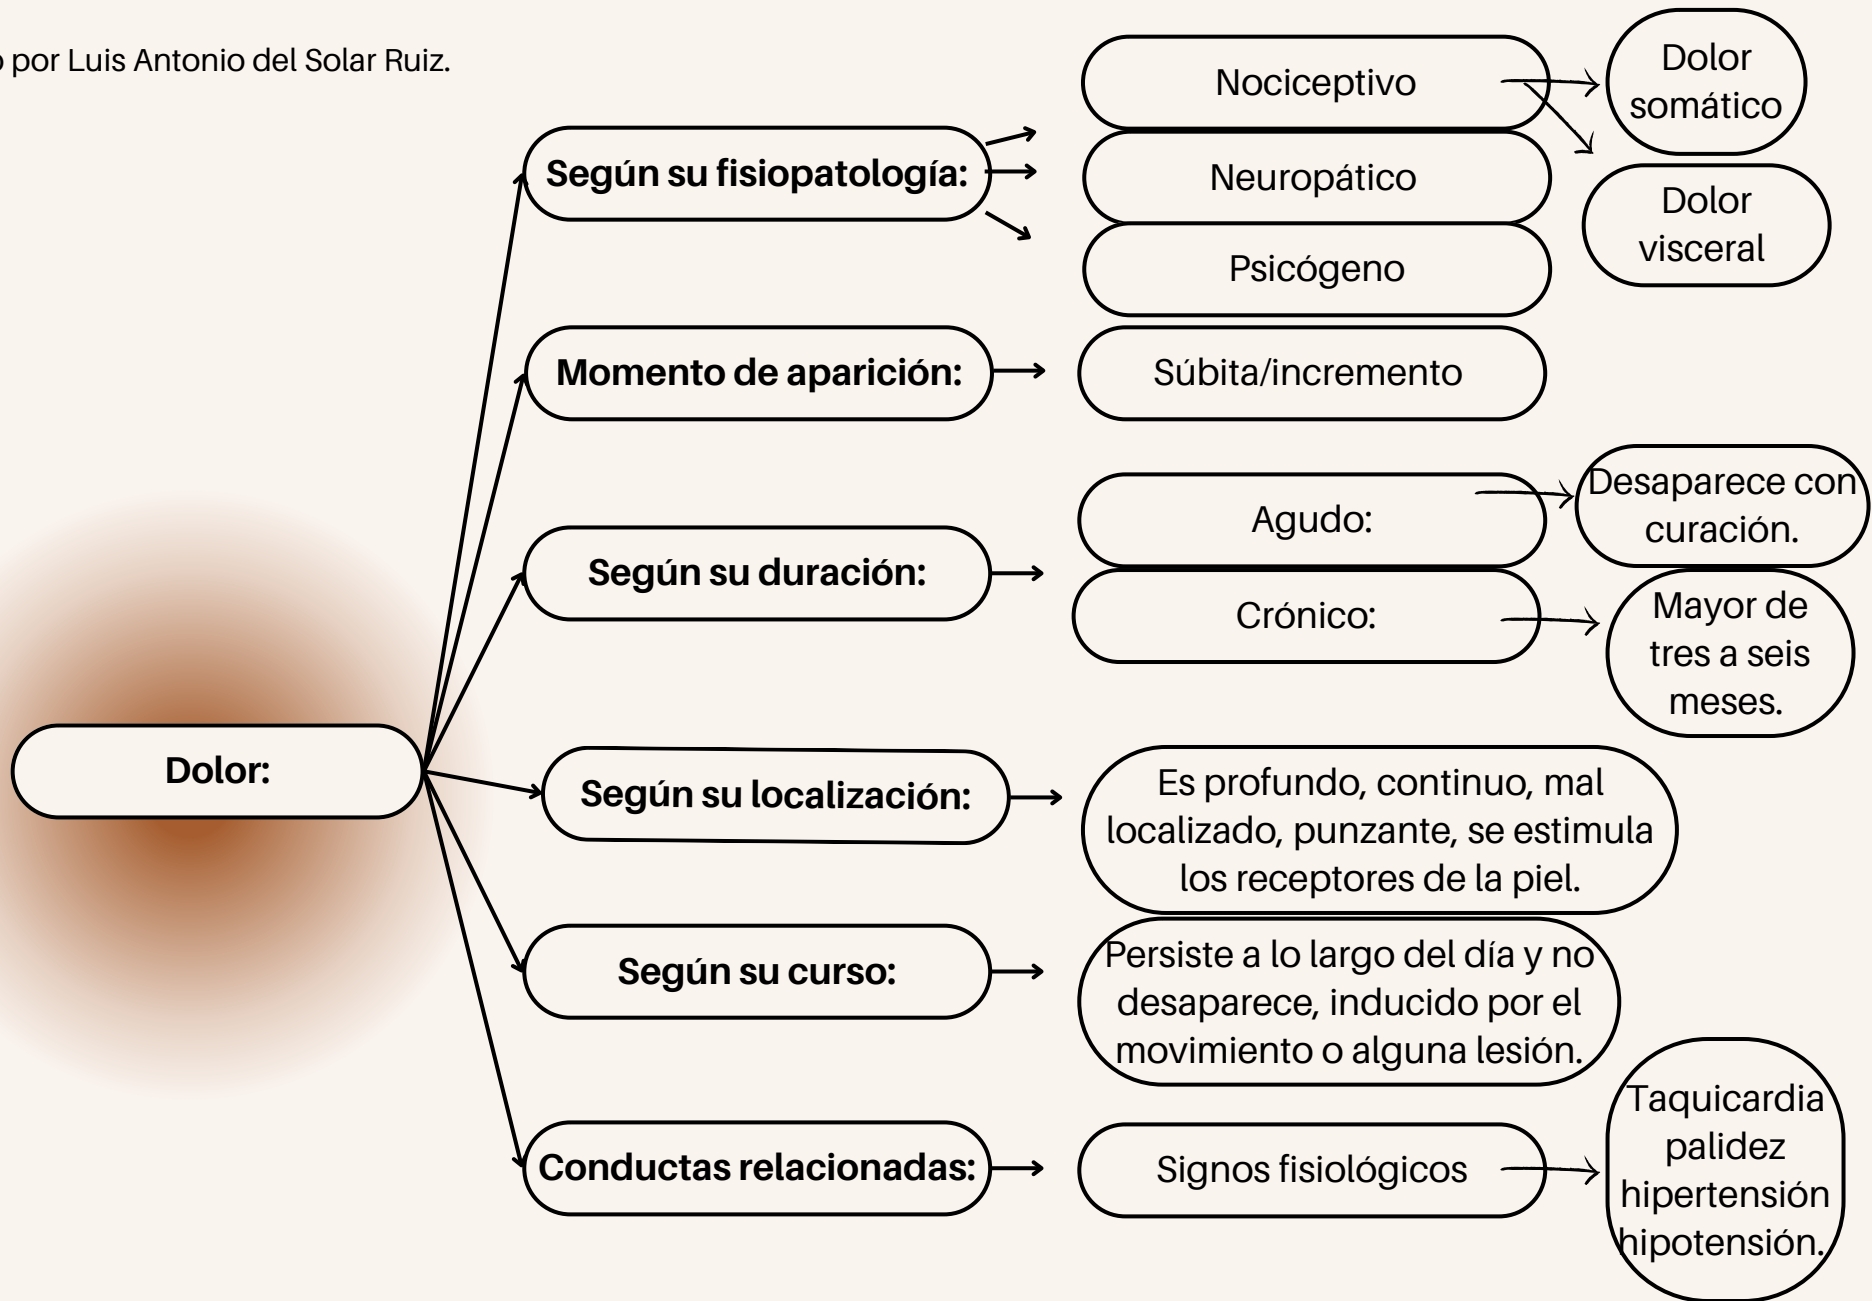 por Luis Antonio del Solar Ruiz.
Dolor:
Según su fisiopatología:
Nociceptivo
Dolor
somático
Dolor
visceral
Neuropático
Psicógeno
Momento de aparición:
Súbita/incremento
Según su duración:
Agudo:
Desaparece con
curación.
Crónico:
Mayor de
tres a seis
meses.
Según su localización:
Es profundo, continuo, mal
localizado, punzante, se estimula
los receptores de la piel.
Según su curso:
Persiste a lo largo del día y no
desaparece, inducido por el
movimiento o alguna lesión.
Conductas relacionadas:
Signos fisiológicos
Taquicardia
palidez
hipertensión
hipotensión.